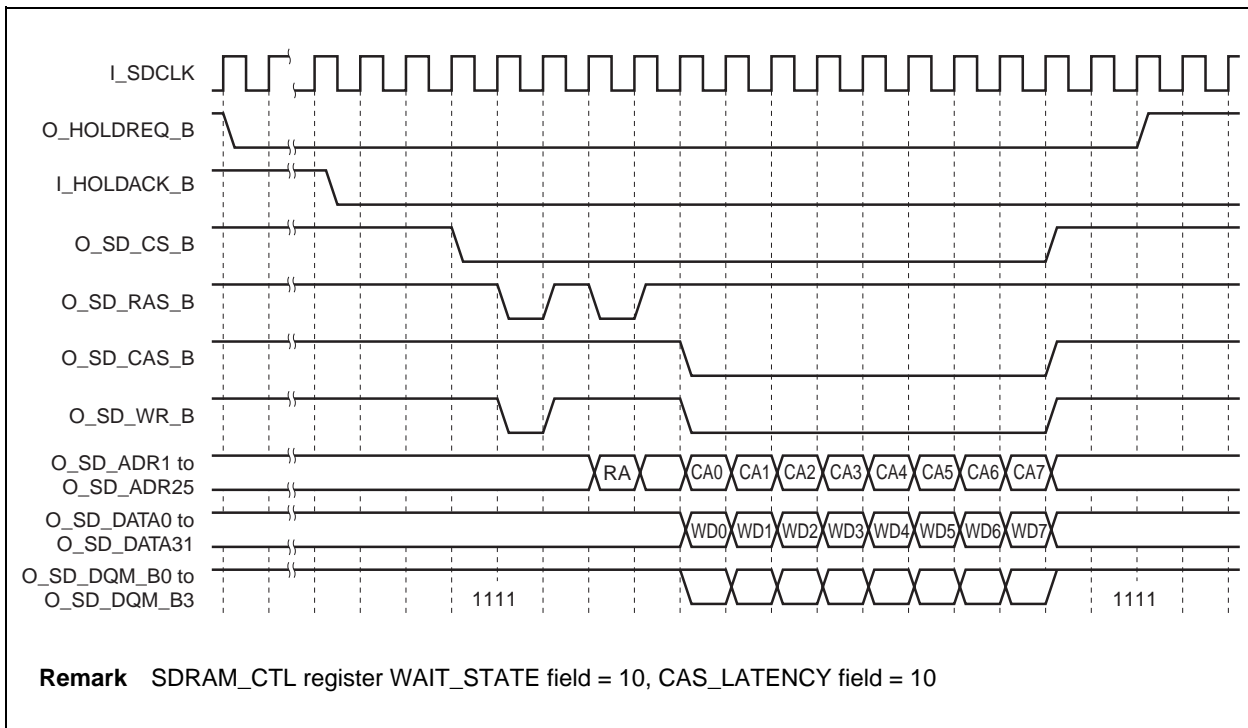 I_SDCLK
O_HOLDREQ_B
I_HOLDACK_B
O_SD_CS_B
O_SD_RAS_B
O_SD_CAS_B
O_SD_WR_B
O_SD_ADR1 to
O_SD_ADR25
RA CA0 CA1 CA2 CA3 CA4 CA5 CA6 CA7
O_SD_DATA0 to
O_SD_DATA31
WD0 WD1 WD2 WD3 WD4 WD5 WD6 WD7
O_SD_DQM_B0 to
O_SD_DQM_B3
1111 1111
Remark SDRAM_CTL register WAIT_STATE field = 10, CAS_LATENCY field = 10